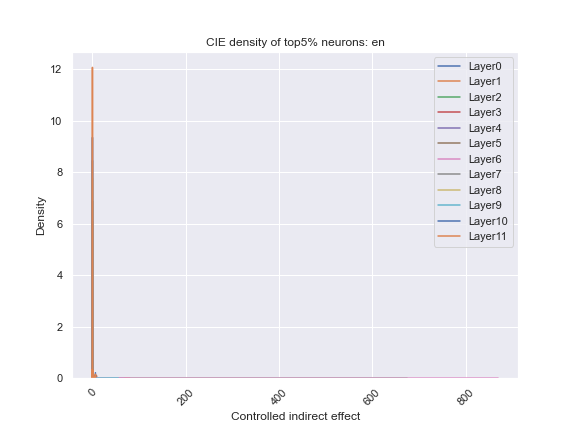 CIE density of top5% neurons: en
Layer0
Layer1
Layer2
Layer3
Layer4
Layer5
Layer6
Layer7
Layer8
Layer9
Layer10
Layer11
Density
12
10
8
6
4
2
0
0 200 400 600 800
Controlled indirect effect